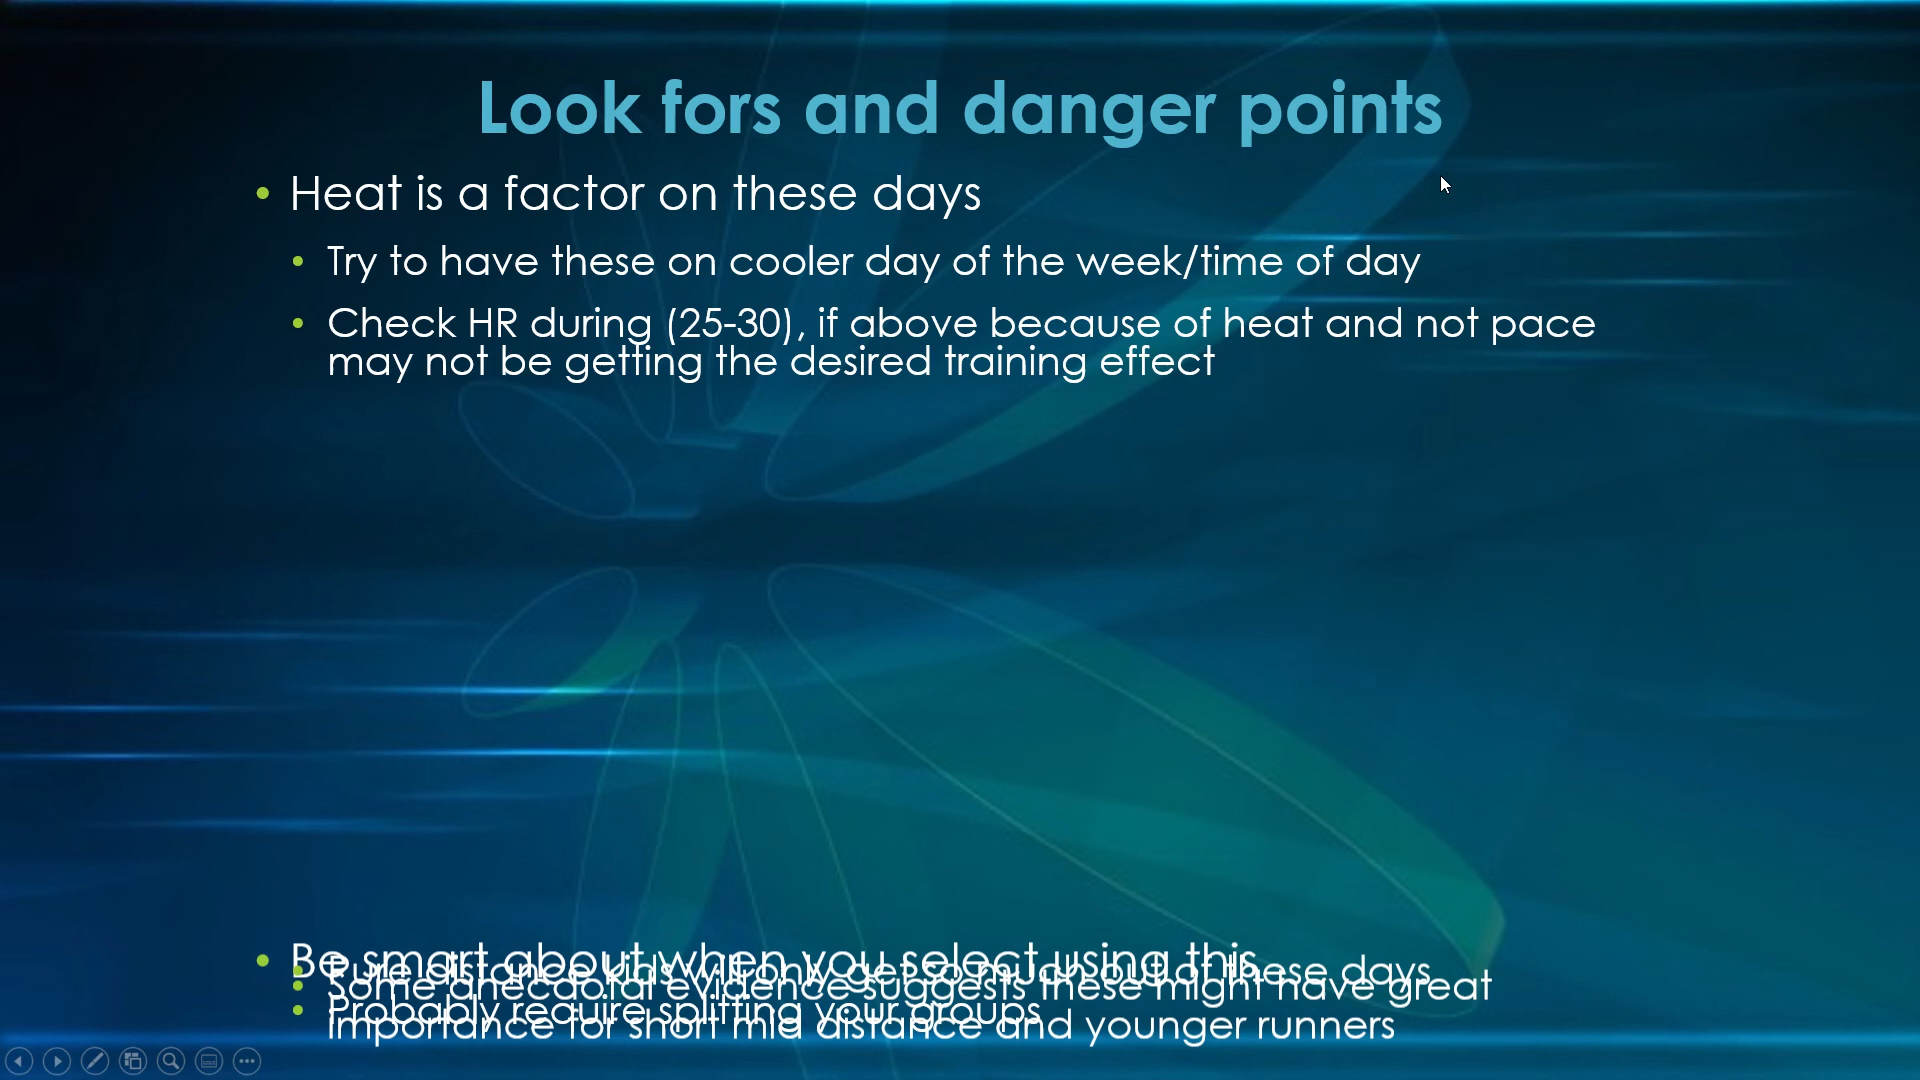 Look fors and danger points
• Heat is a factor on these days
• Try to have these on cooler day of the week/time of day
• Check HR during (25-30), if above because of heat and not pace
may not be getting the desired training effect
• Be smart about when you select using this
• Pure distance kids will only get so much out of these days
• Some anecdotal evidence suggests these might have great
importance for short mid distance and younger runners
• Probably require splitting your groups